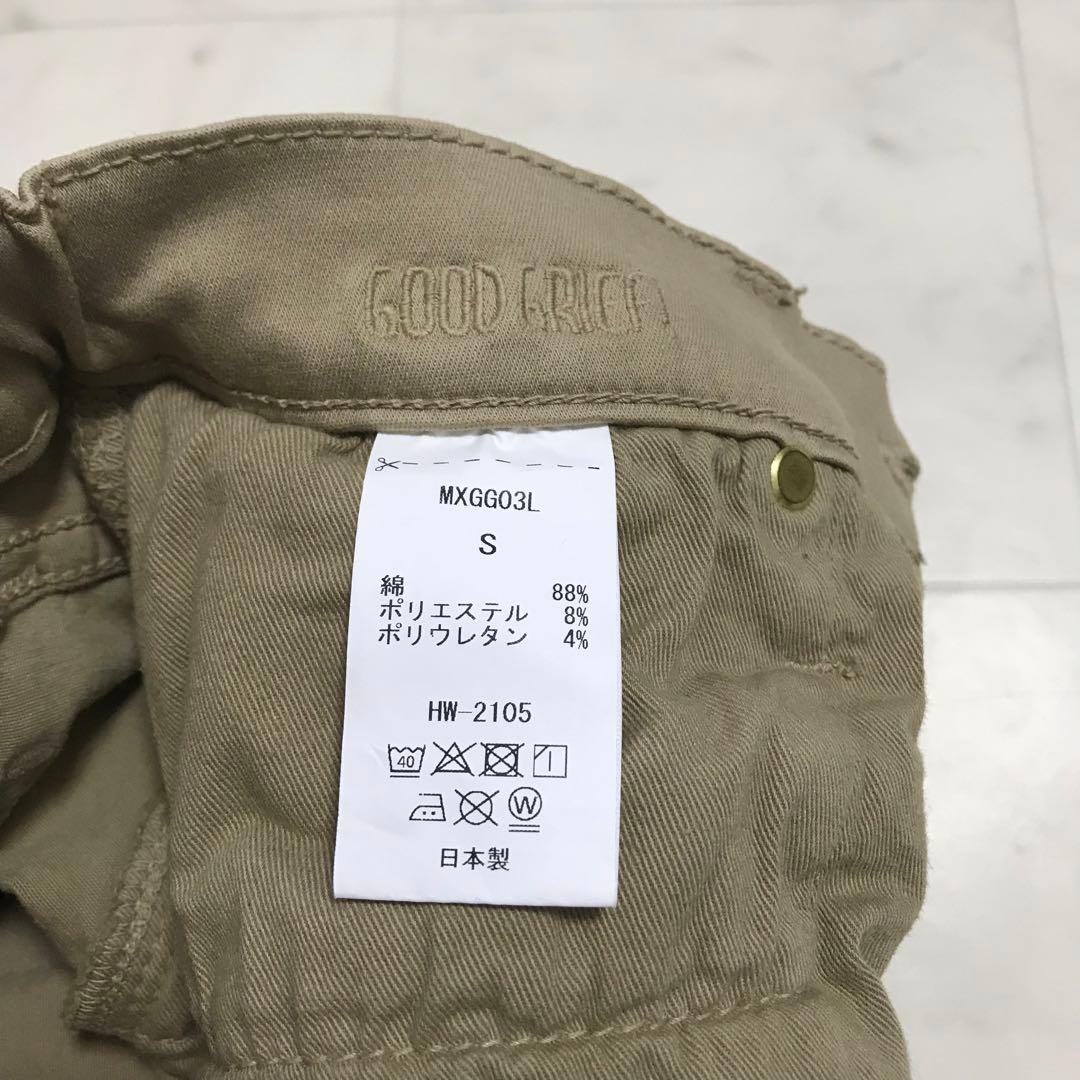 GOOD GRIEF!
MXGG03L
S
綿 88%
ポリエステル 8%
ポリウレタン 4%
HW-2105
40
W
日本製